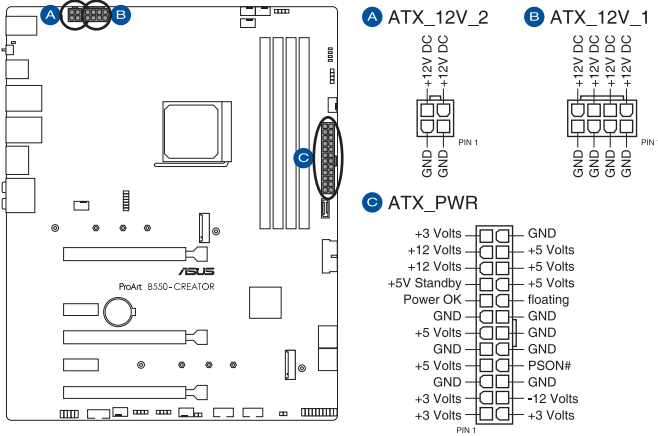 A B
A ATX_12V_2
+12V DC
+12V DC
GND
GND
PIN 1
B ATX_12V_1
+12V DC
+12V DC
+12V DC
+12V DC
GND
GND
GND
GND
PIN 1
C
ASUS
ProArt B550-CREATOR
C ATX_PWR
+3 Volts GND
+12 Volts +5 Volts
+12 Volts +5 Volts
+5V Standby +5 Volts
Power OK floating
GND GND
+5 Volts GND
GND GND
+5 Volts PSON#
GND GND
+3 Volts -12 Volts
+3 Volts +3 Volts
PIN 1